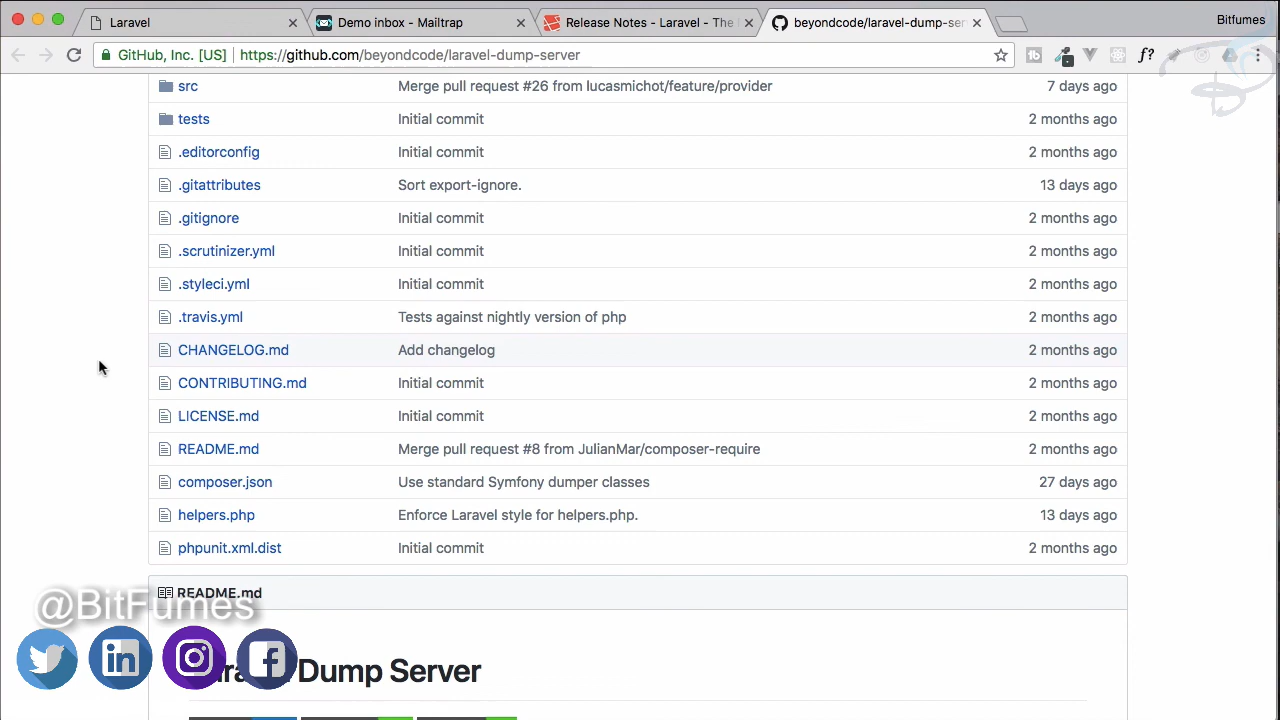 Laravel
Demo inbox - Mailtrap
Release Notes - Laravel - The
beyondcode/laravel-dump-ser
Bitfumes
GitHub, Inc. [US] https://github.com/beyondcode/laravel-dump-server
f?
src Merge pull request #26 from lucasmichot/feature/provider 7 days ago
tests Initial commit 2 months ago
.editorconfig Initial commit 2 months ago
.gitattributes Sort export-ignore. 13 days ago
.gitignore Initial commit 2 months ago
.scrutinizer.yml Initial commit 2 months ago
.styleci.yml Initial commit 2 months ago
.travis.yml Tests against nightly version of php 2 months ago
CHANGELOG.md Add changelog 2 months ago
CONTRIBUTING.md Initial commit 2 months ago
LICENSE.md Initial commit 2 months ago
README.md Merge pull request #8 from JulianMar/composer-require 2 months ago
composer.json Use standard Symfony dumper classes 27 days ago
helpers.php Enforce Laravel style for helpers.php. 13 days ago
phpunit.xml.dist Initial commit 2 months ago
README.md
@BitFumes
Dump Server